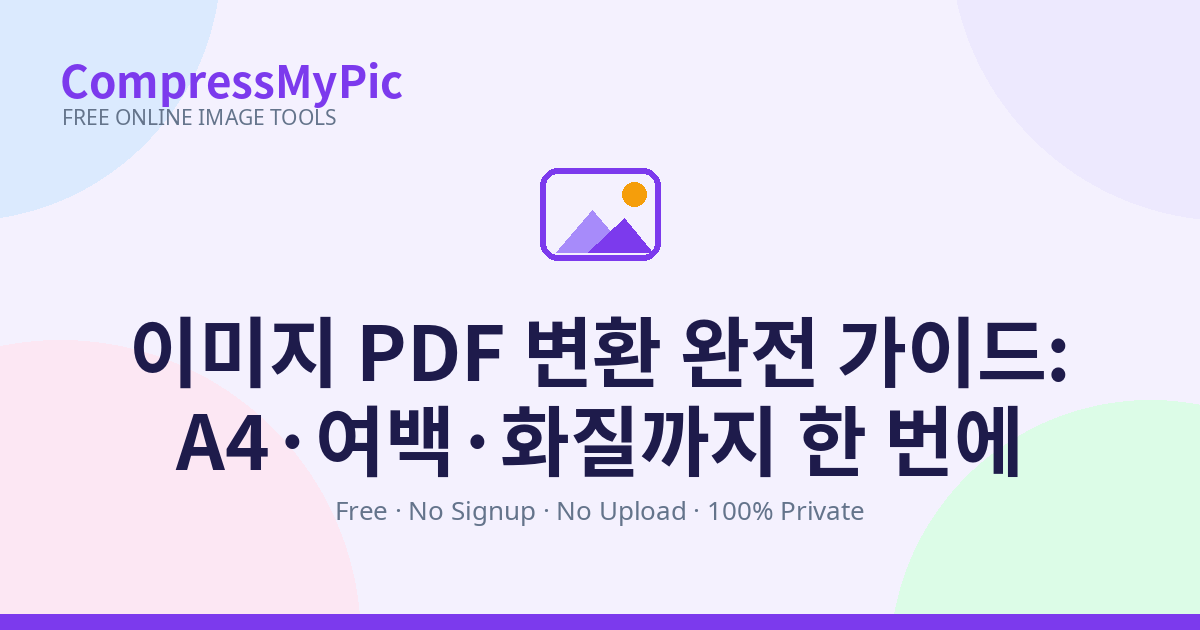 CompressMyPic
FREE ONLINE IMAGE TOOLS
이미지 PDF 변환 완전 가이드:
A4·여백·화질까지 한 번에
Free · No Signup · No Upload · 100% Private